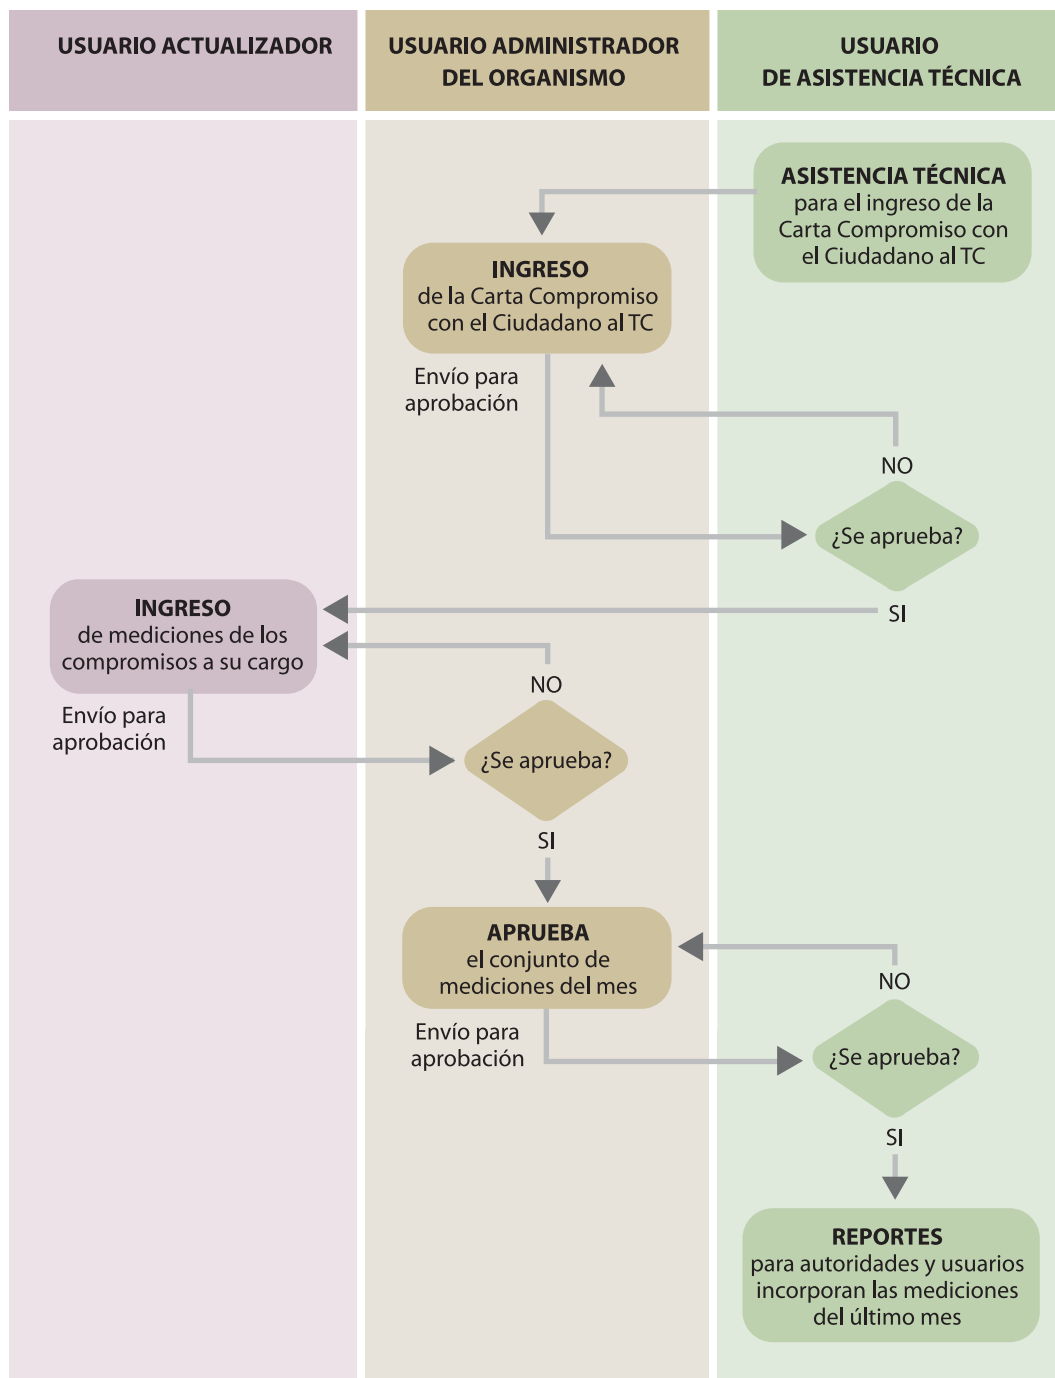 USUARIO ACTUALIZADOR
USUARIO ADMINISTRADOR
DEL ORGANISMO
USUARIO
DE ASISTENCIA TÉCNICA
ASISTENCIA TÉCNICA
para el ingreso de la
Carta Compromiso con
el Ciudadano al TC
INGRESO
de la Carta Compromiso
con el Ciudadano al TC
Envío para
aprobación
NO
¿Se aprueba?
SI
INGRESO
de mediciones de los
compromisos a su cargo
Envío para
aprobación
NO
¿Se aprueba?
SI
APRUEBA
el conjunto de
mediciones del mes
Envío para
aprobación
NO
¿Se aprueba?
SI
REPORTES
para autoridades y usuarios
incorporan las mediciones
del último mes